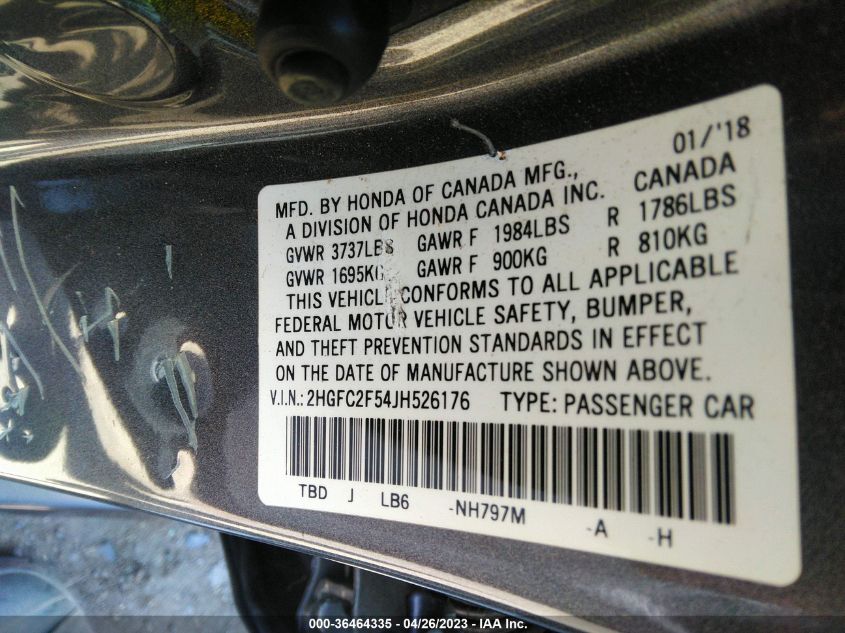 01/'18
MFD. BY HONDA OF CANADA MFG.,
A DIVISION OF HONDA CANADA INC. CANADA
GVWR 3737LBS GAWR F 1984LBS R 1786LBS
GVWR 1695KG GAWR F 900KG R 810KG
THIS VEHICLE CONFORMS TO ALL APPLICABLE
FEDERAL MOTOR VEHICLE SAFETY, BUMPER,
AND THEFT PREVENTION STANDARDS IN EFFECT
ON THE DATE OF MANUFACTURE SHOWN ABOVE.
V.I.N.: 2HGFC2F54JH526176 TYPE: PASSENGER CAR
TBD J LB6 -NH797M -A -H
000-36464335 - 04/26/2023 - IAA Inc.